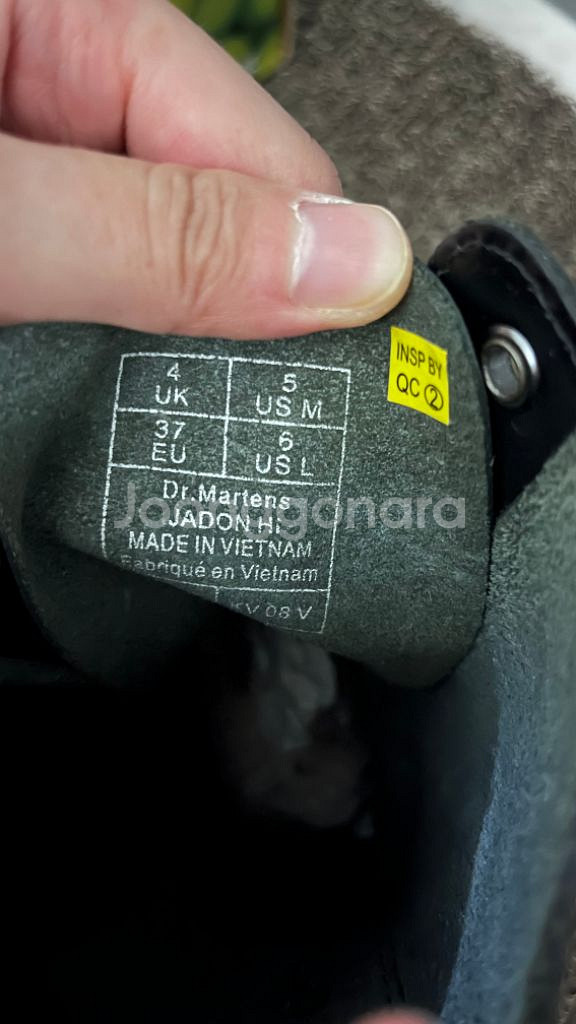 INSP BY
QC ②
4
UK
5
US M
37
EU
6
US L
Dr.Martens
JADON HI
MADE IN VIETNAM
Fabriqué en Vietnam
08 V